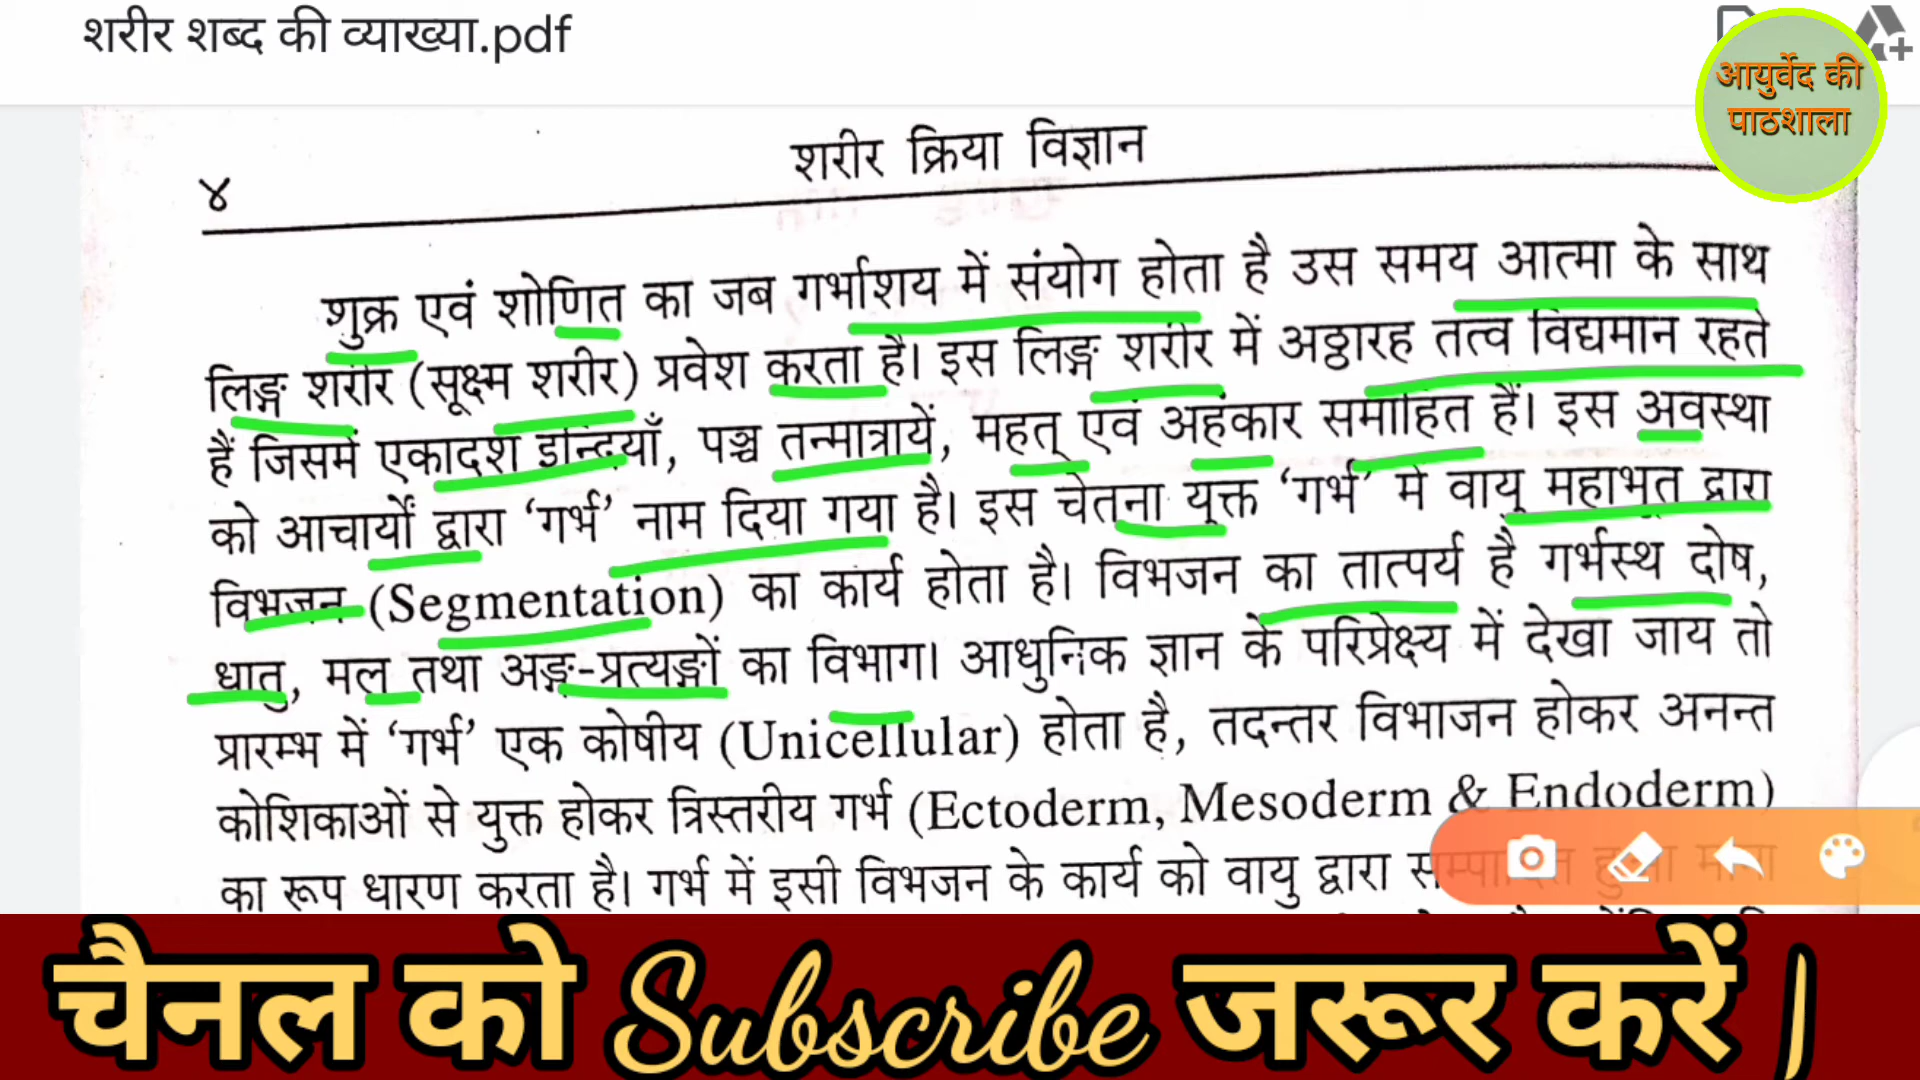 शरीर शब्द की व्याख्या.pdf
आयुर्वेद की
पाठशाला
शरीर क्रिया विज्ञान
४
शुक्र एवं शोणित का जब गर्भाशय में संयोग होता है उस समय आत्मा के साथ
लिङ्ग शरीर (सूक्ष्म शरीर) प्रवेश करता है। इस लिङ्ग शरीर में अठ्ठारह तत्व विद्यमान रहते
हैं जिसमें एकादश इन्द्रियाँ, पञ्च तन्मात्रायें, महत् एवं अहंकार समाहित हैं। इस अवस्था
को आचार्यों द्वारा ‘गर्भ’ नाम दिया गया है। इस चेतना युक्त ‘गर्भ’ में वायु महाभूत द्वारा
विभजन (Segmentation) का कार्य होता है। विभजन का तात्पर्य है गर्भस्थ दोष,
धातु, मल तथा अङ्ग-प्रत्यङ्गों का विभाग। आधुनिक ज्ञान के परिप्रेक्ष्य में देखा जाय तो
प्रारम्भ में ‘गर्भ’ एक कोषीय (Unicellular) होता है, तदन्तर विभाजन होकर अनन्त
कोशिकाओं से युक्त होकर त्रिस्तरीय गर्भ (Ectoderm, Mesoderm & Endoderm)
का रूप धारण करता है। गर्भ में इसी विभजन के कार्य को वायु द्वारा सम्पादित हुआ माना
चैनल को Subscribe जरूर करें |